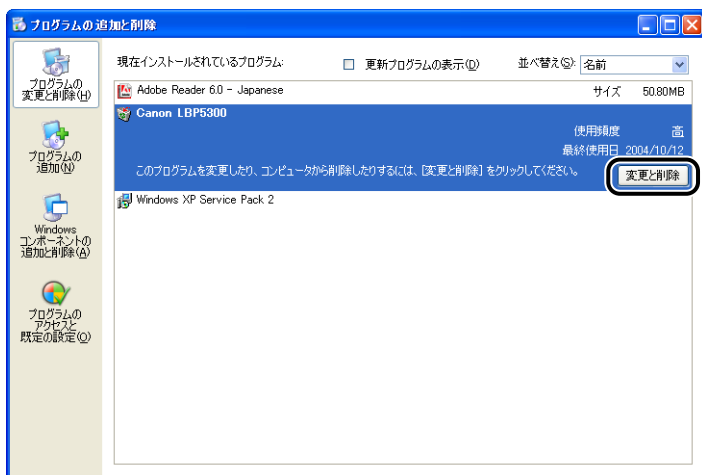 プログラムの追加と削除
プログラムの
変更と削除(H)
プログラムの
追加(N)
Windows
コンポーネントの
追加と削除(A)
プログラムの
アクセスと
既定の設定(O)
現在インストールされているプログラム:
更新プログラムの表示(D)
並べ替え(S):
名前
Adobe Reader 6.0 - Japanese
サイズ
50.80MB
Canon LBP5300
使用頻度
高
最終使用日
2004/10/12
このプログラムを変更したり、コンピュータから削除したりするには、[変更と削除] をクリックしてください。
変更と削除
Windows XP Service Pack 2